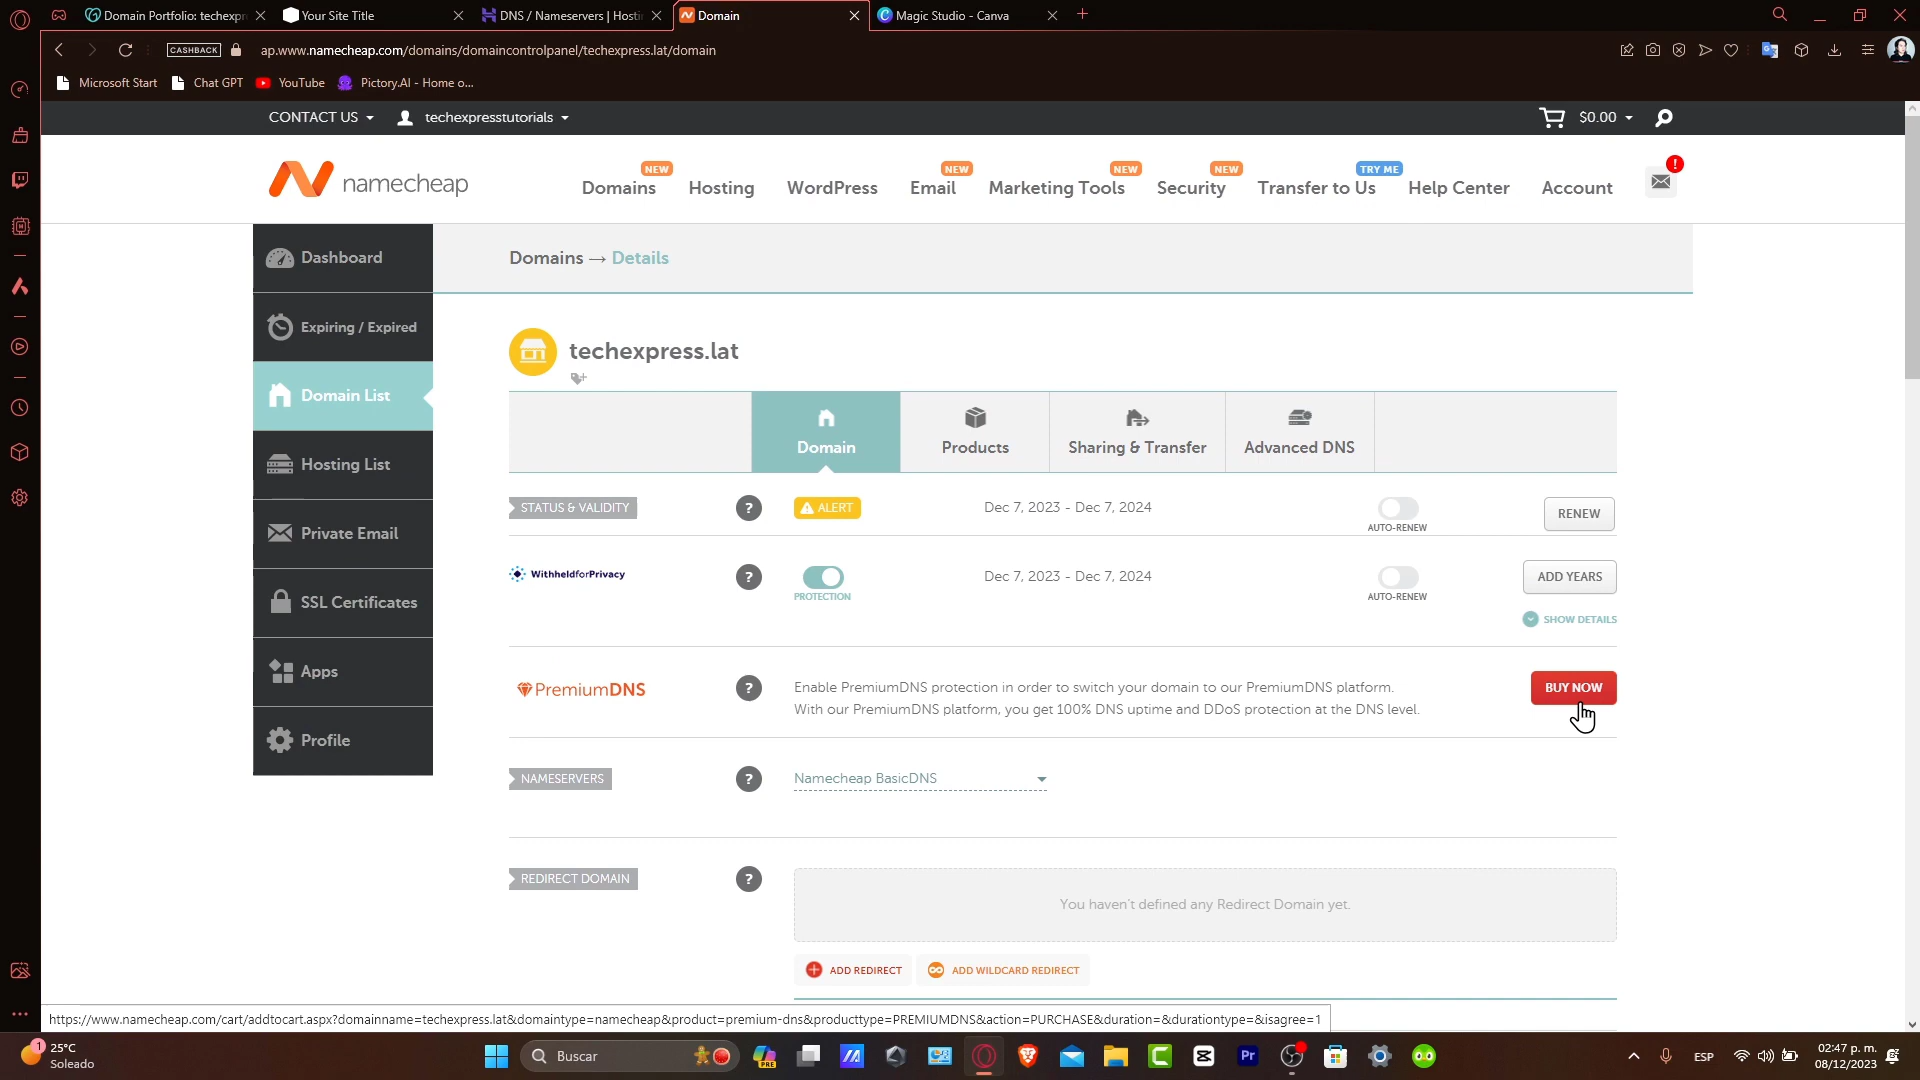 Domain Portfolio: techexpr
Your Site Title
DNS / Nameservers | Hosti
Domain
Magic Studio - Canva
CASHBACK
ap.www.namecheap.com/domains/domaincontrolpanel/techexpress.lat/domain
Microsoft Start
Chat GPT
YouTube
Pictory.AI - Home o...
CONTACT US
techexpresstutorials
$0.00
namecheap
NEW
NEW
NEW
NEW
TRY ME
Domains
Hosting
WordPress
Email
Marketing Tools
Security
Transfer to Us
Help Center
Account
!
Dashboard
Expiring / Expired
Domain List
Hosting List
Private Email
SSL Certificates
Apps
Profile
Domains → Details
techexpress.lat
Domain
Products
Sharing & Transfer
Advanced DNS
STATUS & VALIDITY
?
ALERT
Dec 7, 2023 - Dec 7, 2024
AUTO-RENEW
RENEW
WithheldforPrivacy
?
PROTECTION
Dec 7, 2023 - Dec 7, 2024
AUTO-RENEW
ADD YEARS
SHOW DETAILS
PremiumDNS
?
Enable PremiumDNS protection in order to switch your domain to our PremiumDNS platform.
With our PremiumDNS platform, you get 100% DNS uptime and DDoS protection at the DNS level.
BUY NOW
NAMESERVERS
?
Namecheap BasicDNS
REDIRECT DOMAIN
?
You haven't defined any Redirect Domain yet.
ADD REDIRECT
ADD WILDCARD REDIRECT
https://www.namecheap.com/cart/addtocart.aspx?domainname=techexpress.lat&domaintype=namecheap&product=premium-dns&producttype=PREMIUMDNS&action=PURCHASE&duration=&durationtype=&isagree=1
1
25°C
Soleado
Buscar
PRE
Pr
ESP
02:47 p. m.
08/12/2023